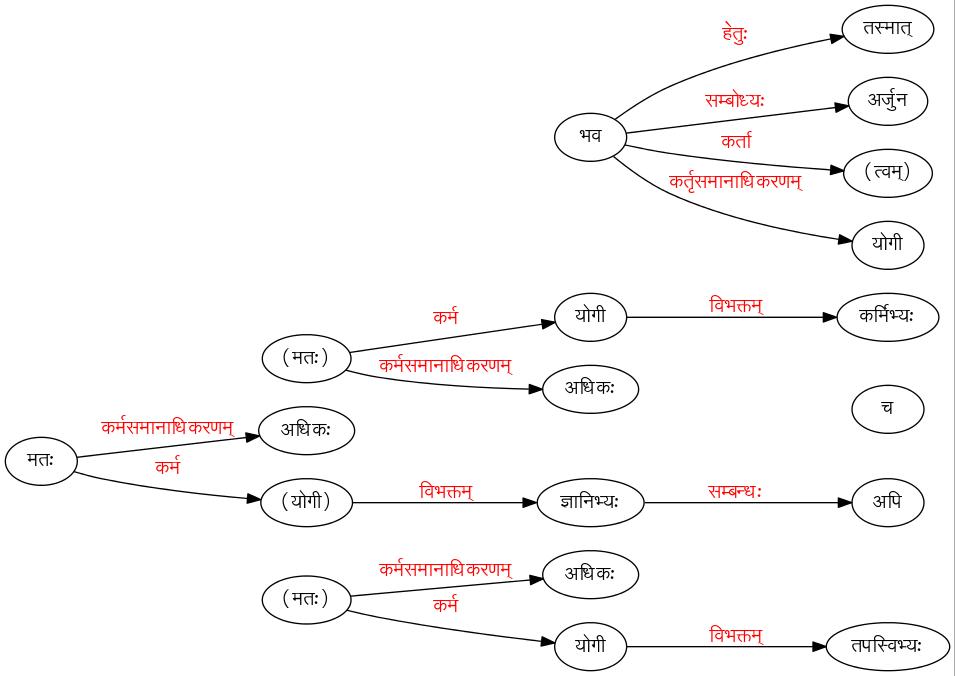 हेतुः
तस्मात्
सम्बोध्यः
अर्जुन
भव
कर्ता
(त्वम्)
कर्तृसमानाधिकरणम्
योगी
कर्म
योगी
विभक्तम्
कर्मिभ्यः
(मतः)
कर्मसमानाधिकरणम्
अधिकः
च
कर्मसमानाधिकरणम्
अधिकः
मतः
कर्म
(योगी)
विभक्तम्
ज्ञानिभ्यः
सम्बन्धः
अपि
कर्मसमानाधिकरणम्
अधिकः
(मतः)
कर्म
योगी
विभक्तम्
तपस्विभ्यः